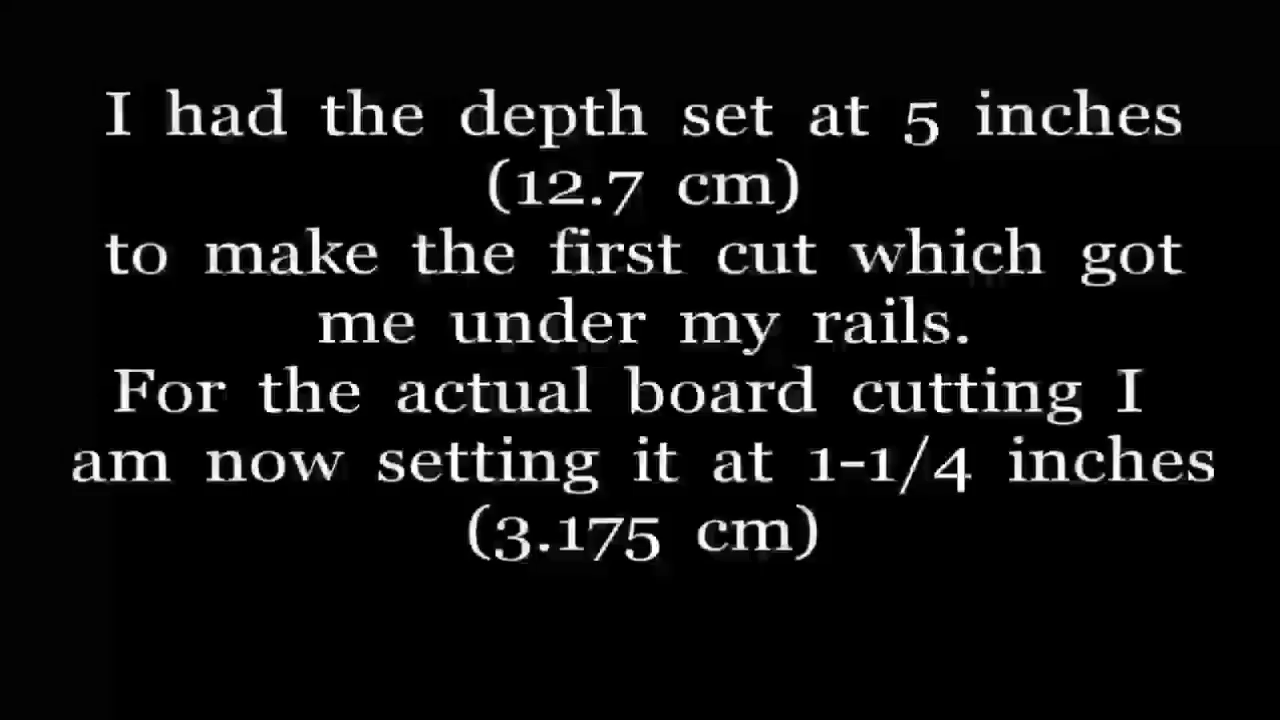 I had the depth set at 5 inches
(12.7 cm)
to make the first cut which got
me under my rails.
For the actual board cutting I
am now setting it at 1-1/4 inches
(3.175 cm)